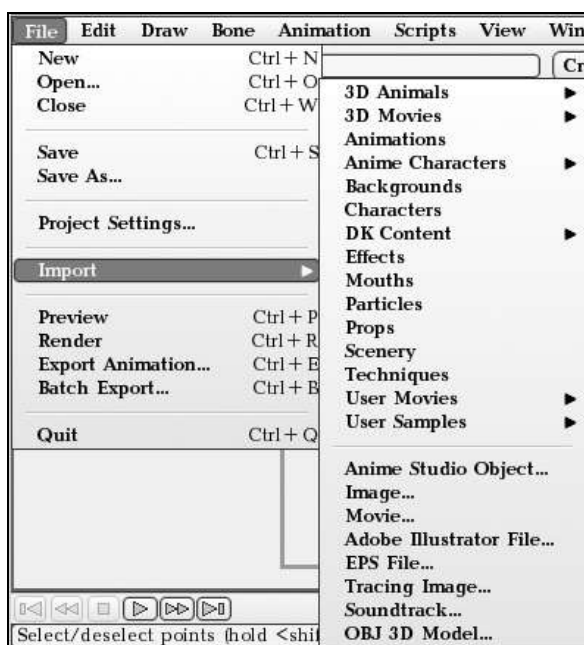 File Edit Draw Bone Animation Scripts View Win
New Ctrl+N
Open... Ctrl+O
Close Ctrl+W
Save Ctrl+S
Save As...
Project Settings...
Import
Preview Ctrl+P
Render Ctrl+R
Export Animation... Ctrl+E
Batch Export... Ctrl+B
Quit Ctrl+Q
Cr
3D Animals
3D Movies
Animations
Anime Characters
Backgrounds
Characters
DK Content
Effects
Mouths
Particles
Props
Scenery
Techniques
User Movies
User Samples
Anime Studio Object...
Image...
Movie...
Adobe Illustrator File...
EPS File...
Tracing Image...
Soundtrack...
OBJ 3D Model...
Select/deselect points (hold <shif